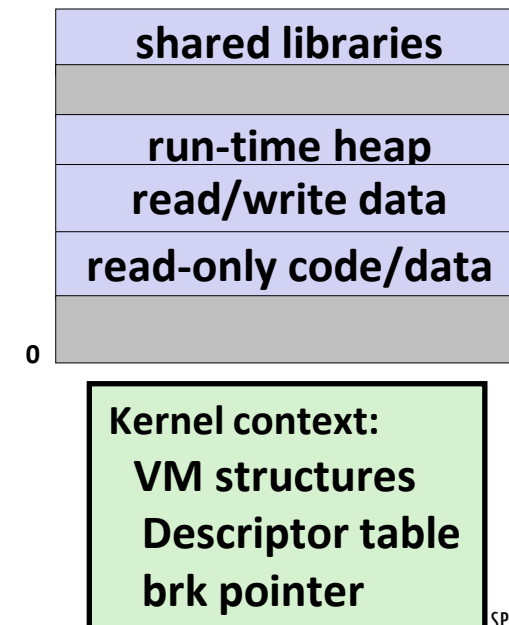 shared libraries
run-time heap
read/write data
read-only code/data
0
Kernel context:
VM structures
Descriptor table
brk pointer
SP